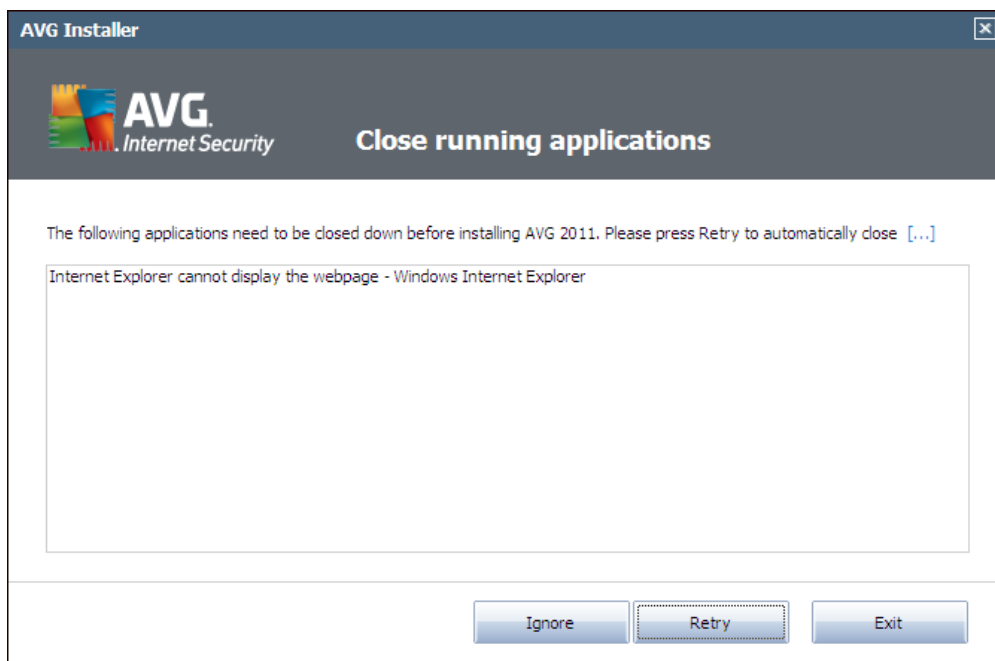 AVG Installer
AVG.
Internet Security
Close running applications
The following applications need to be closed down before installing AVG 2011. Please press Retry to automatically close [...]
Internet Explorer cannot display the webpage - Windows Internet Explorer
Ignore
Retry
Exit